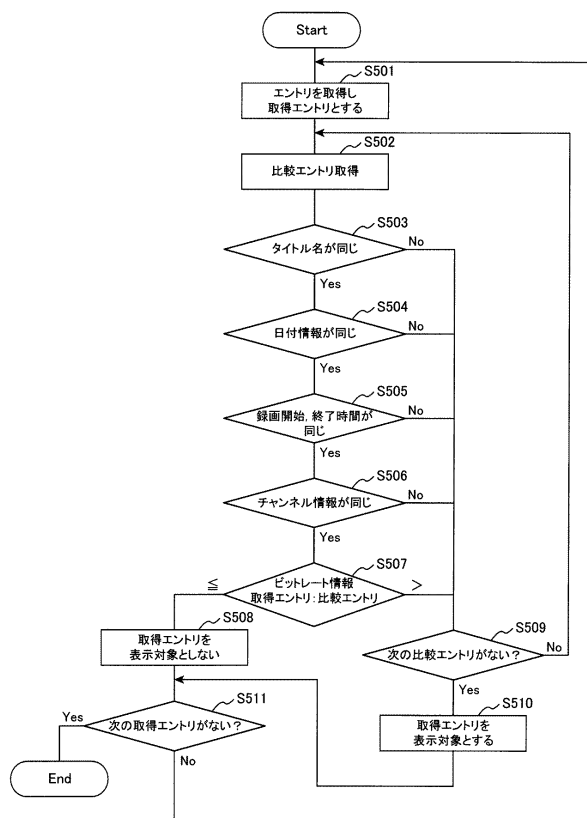 Start
S501
エントリを取得し
取得エントリとする
S502
比較エントリ取得
S503
タイトル名が同じ
No
Yes
S504
日付情報が同じ
No
Yes
S505
録画開始,終了時間が
同じ
No
Yes
S506
チャンネル情報が同じ
No
Yes
S507
≦
ビットレート情報
取得エントリ:比較エントリ
>
S508
取得エントリを
表示対象としない
S509
次の比較エントリがない?
No
Yes
S510
取得エントリを
表示対象とする
S511
Yes
次の取得エントリがない?
End
No